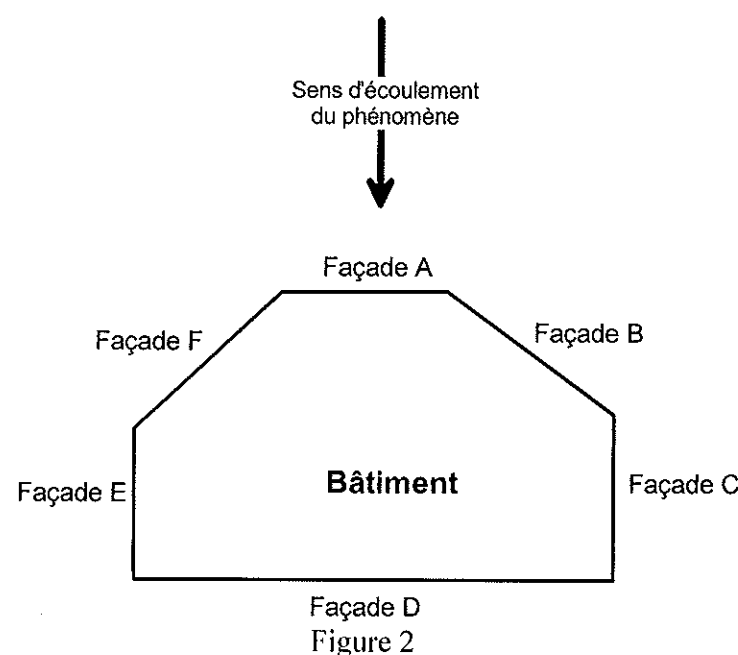 Sens d'écoulement
du phénomène
Façade A
Façade B
Façade F
Bâtiment
Façade E
Façade C
Façade D
Figure 2